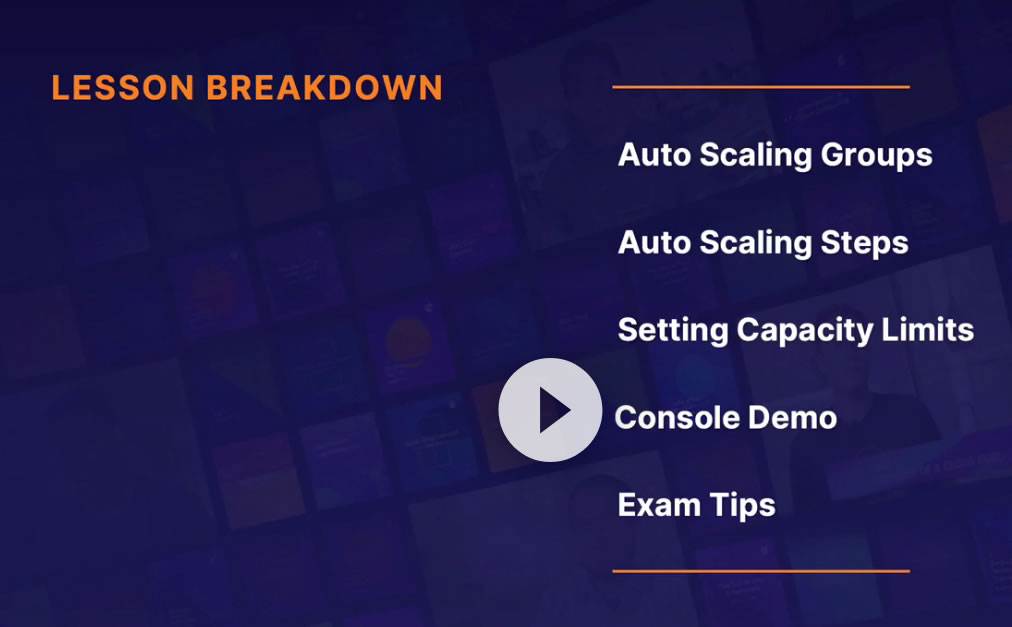 LESSON BREAKDOWN
Auto Scaling Groups
Auto Scaling Steps
Setting Capacity Limits
Console Demo
Exam Tips